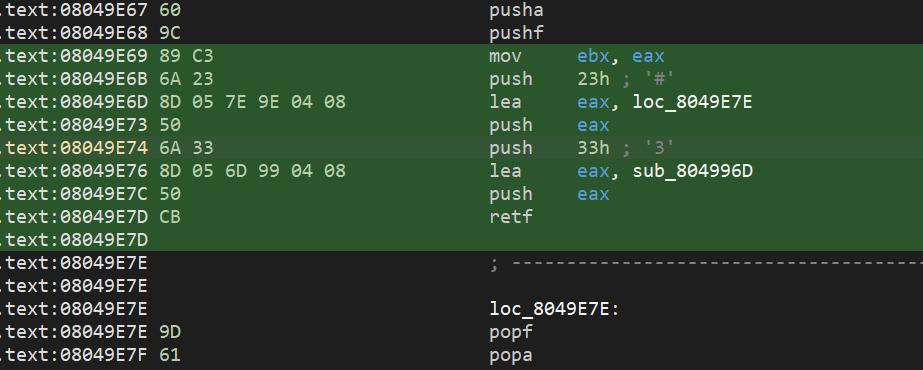 .text:08049E67 60 pusha
.text:08049E68 9C pushf
.text:08049E69 89 C3 mov ebx, eax
.text:08049E6B 6A 23 push 23h ; '#'
.text:08049E6D 8D 05 7E 9E 04 08 lea eax, loc_8049E7E
.text:08049E73 50 push eax
.text:08049E74 6A 33 push 33h ; '3'
.text:08049E76 8D 05 6D 99 04 08 lea eax, sub_804996D
.text:08049E7C 50 push eax
.text:08049E7D CB retf
.text:08049E7D
.text:08049E7E ; ---------------------------------------
.text:08049E7E
.text:08049E7E loc_8049E7E:
.text:08049E7E 9D popf
.text:08049E7F 61 popa